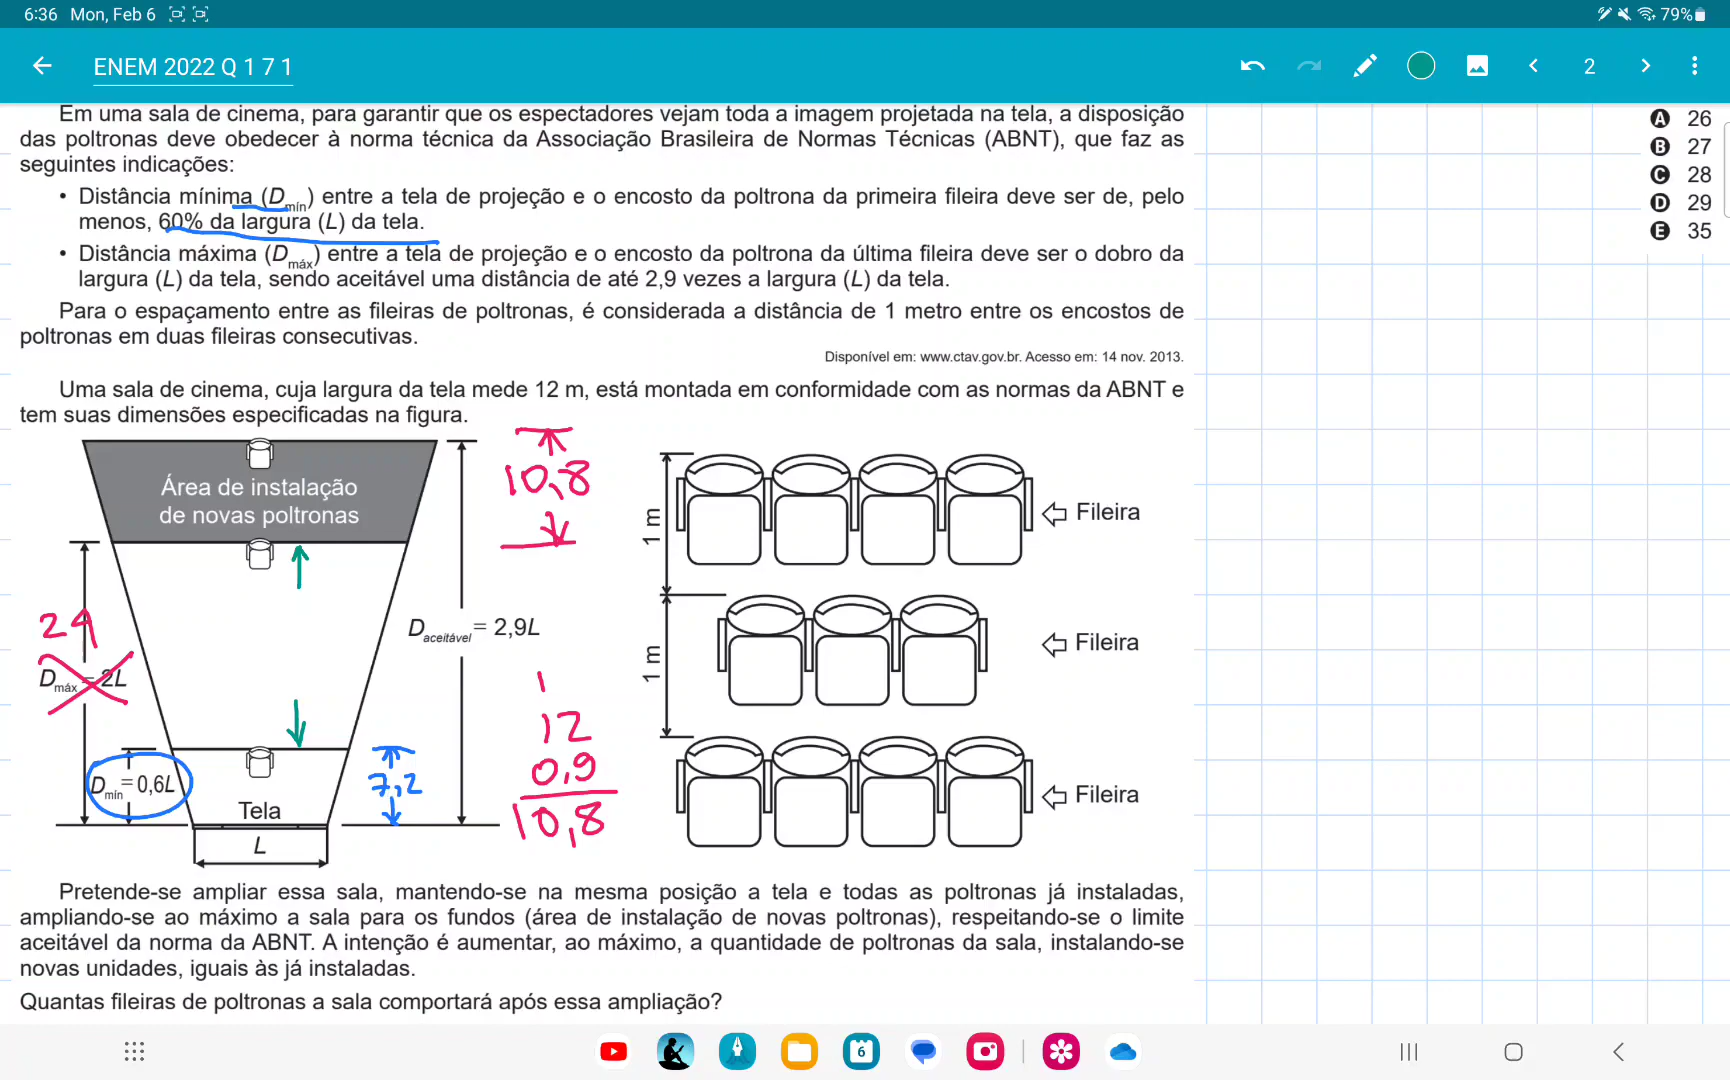 6:36 Mon, Feb 6
79%
ENEM 2022 Q 1 7 1
2
Em uma sala de cinema, para garantir que os espectadores vejam toda a imagem projetada na tela, a disposição
das poltronas deve obedecer à norma técnica da Associação Brasileira de Normas Técnicas (ABNT), que faz as
seguintes indicações:
• Distância mínima (Dmín) entre a tela de projeção e o encosto da poltrona da primeira fileira deve ser de, pelo
menos, 60% da largura (L) da tela.
• Distância máxima (Dmáx) entre a tela de projeção e o encosto da poltrona da última fileira deve ser o dobro da
largura (L) da tela, sendo aceitável uma distância de até 2,9 vezes a largura (L) da tela.
Para o espaçamento entre as fileiras de poltronas, é considerada a distância de 1 metro entre os encostos de
poltronas em duas fileiras consecutivas.
Disponível em: www.ctav.gov.br. Acesso em: 14 nov. 2013.
Uma sala de cinema, cuja largura da tela mede 12 m, está montada em conformidade com as normas da ABNT e
tem suas dimensões especificadas na figura.
A 26
B 27
C 28
D 29
E 35
Área de instalação
de novas poltronas
10,8
24
Dmáx = 2L
Daceitável = 2,9L
1
12
0,9
10,8
Dmín = 0,6L
7,2
Tela
L
1 m
1 m
Fileira
Fileira
Fileira
Pretende-se ampliar essa sala, mantendo-se na mesma posição a tela e todas as poltronas já instaladas,
ampliando-se ao máximo a sala para os fundos (área de instalação de novas poltronas), respeitando-se o limite
aceitável da norma da ABNT. A intenção é aumentar, ao máximo, a quantidade de poltronas da sala, instalando-se
novas unidades, iguais às já instaladas.
Quantas fileiras de poltronas a sala comportará após essa ampliação?
6